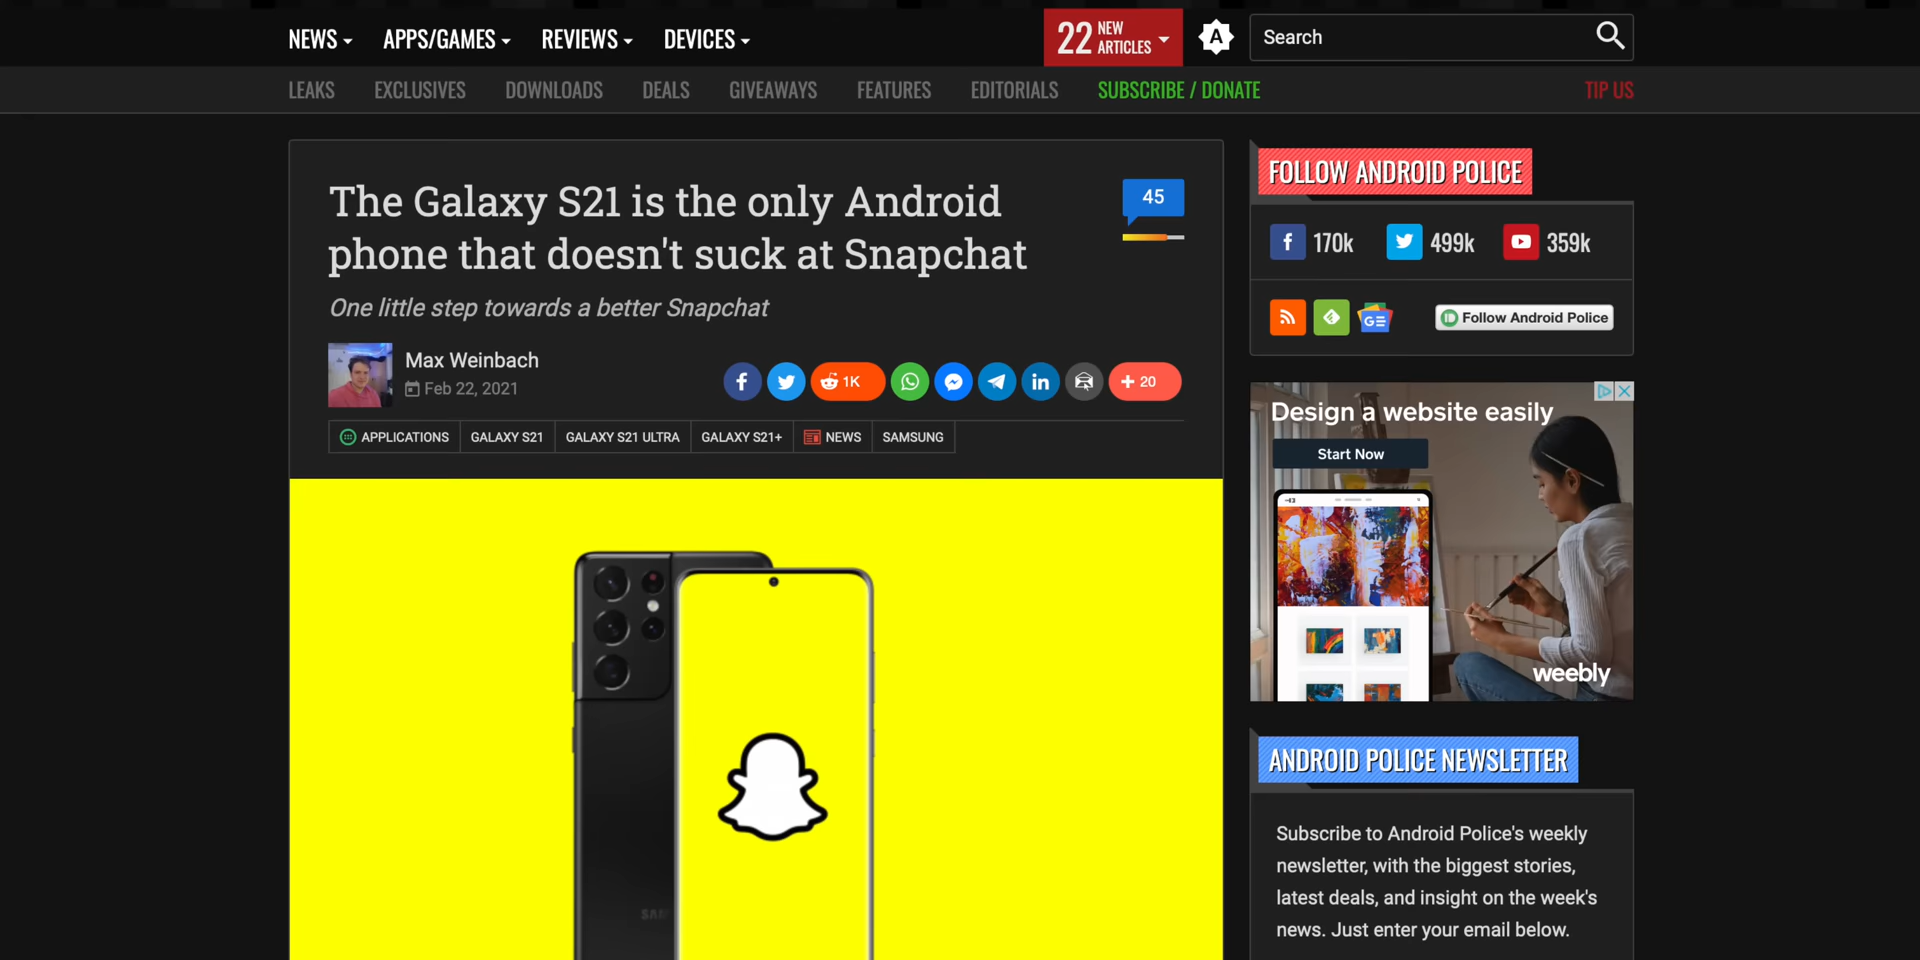 NEWS APPS/GAMES REVIEWS DEVICES 22 NEW ARTICLES A Search
LEAKS EXCLUSIVES DOWNLOADS DEALS GIVEAWAYS FEATURES EDITORIALS SUBSCRIBE / DONATE TIP US
The Galaxy S21 is the only Android
phone that doesn't suck at Snapchat
45
One little step towards a better Snapchat
Max Weinbach
Feb 22, 2021
1K
+ 20
APPLICATIONS GALAXY S21 GALAXY S21 ULTRA GALAXY S21+ NEWS SAMSUNG
FOLLOW ANDROID POLICE
170k 499k 359k
GE Follow Android Police
Design a website easily
Start Now
weebly
ANDROID POLICE NEWSLETTER
Subscribe to Android Police's weekly
newsletter, with the biggest stories,
latest deals, and insight on the week's
news. Just enter your email below.